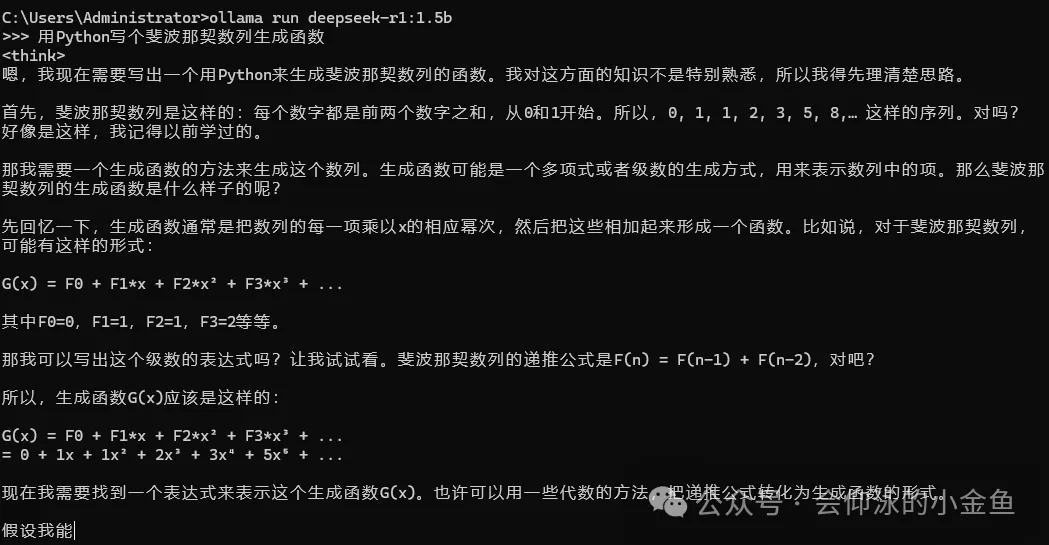 C:\Users\Administrator>ollama run deepseek-r1:1.5b
>>> 用Python写个斐波那契数列生成函数
<think>
嗯，我现在需要写出一个用Python来生成斐波那契数列的函数。我对这方面的知识不是特别熟悉，所以我得先理清楚思路。
首先，斐波那契数列是这样的：每个数字都是前两个数字之和，从0和1开始。所以，0, 1, 1, 2, 3, 5, 8,… 这样的序列。对吗？
好像是这样，我记得以前学过的。
那我需要一个生成函数的方法来生成这个数列。生成函数可能是一个多项式或者级数的生成方式，用来表示数列中的项。那么斐波那
契数列的生成函数是什么样子的呢？
先回忆一下，生成函数通常是把数列的每一项乘以x的相应幂次，然后把这些相加起来形成一个函数。比如说，对于斐波那契数列，
可能有这样的形式：
G(x) = F0 + F1*x + F2*x² + F3*x³ + ...
其中F0=0，F1=1，F2=1，F3=2等等。
那我可以写出这个级数的表达式吗？让我试试看。斐波那契数列的递推公式是F(n) = F(n-1) + F(n-2)，对吧？
所以，生成函数G(x)应该是这样的：
G(x) = F0 + F1*x + F2*x² + F3*x³ + ...
= 0 + 1x + 1x² + 2x³ + 3x⁴ + 5x⁵ + ...
现在我需要找到一个表达式来表示这个生成函数G(x)。也许可以用一些代数的方法，把递推公式转化为生成函数的形式。
公众号 · 会仰泳的小金鱼
假设我能